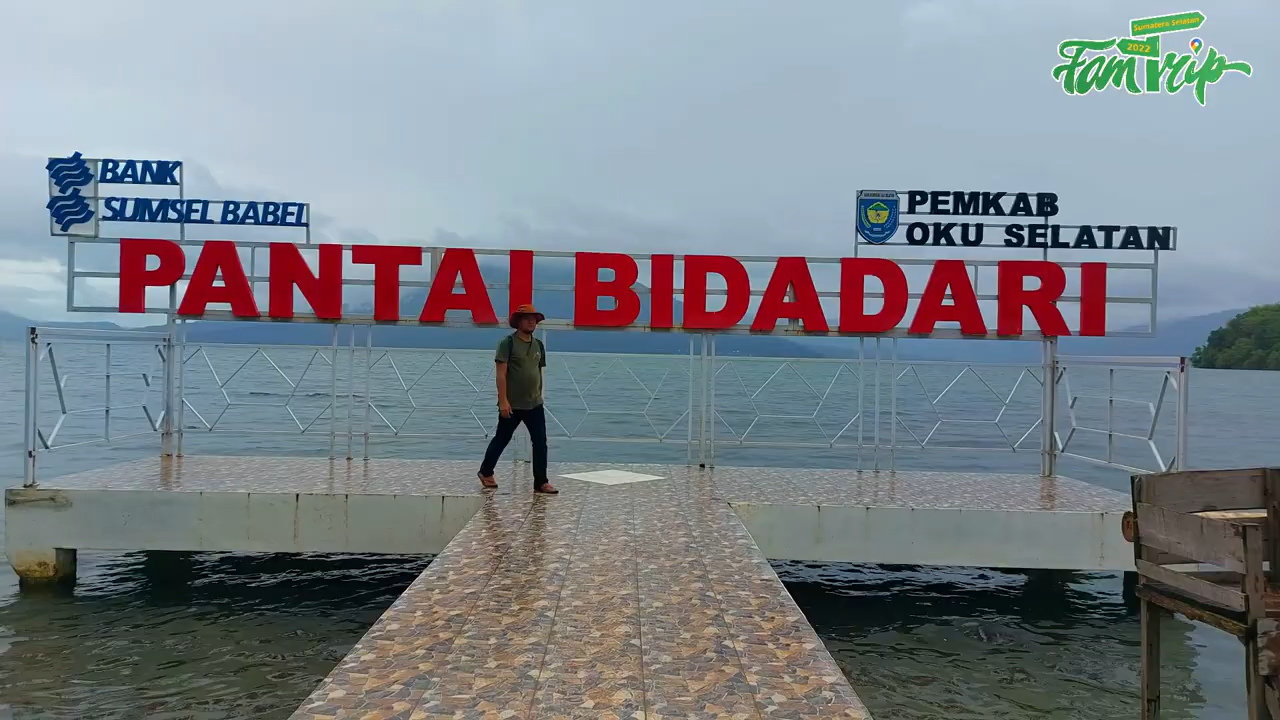 Sumatera Selatan
2022
FamTrip
BANK
SUMSEL BABEL
PEMKAB
OKU SELATAN
PANTAI BIDADARI